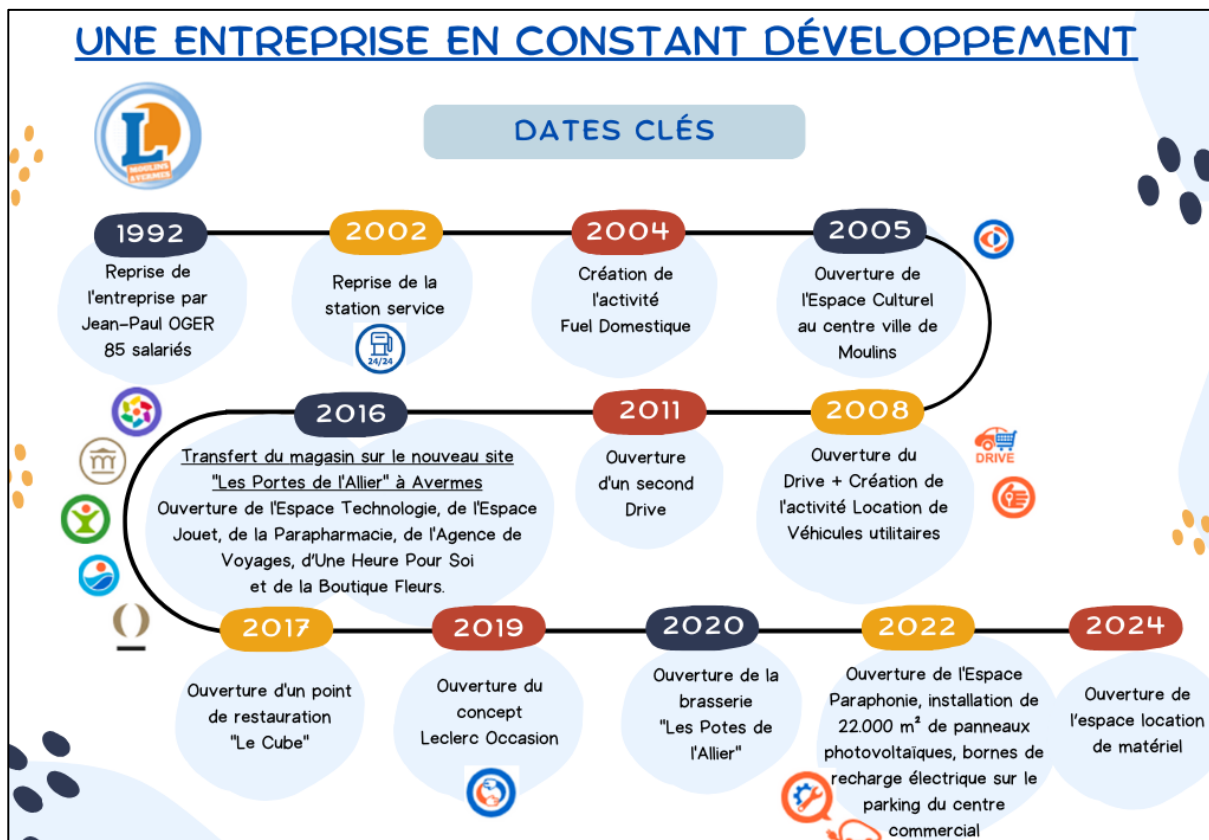 UNE ENTREPRISE EN CONSTANT DÉVELOPPEMENT
L
MOULINS
AVERMES
DATES CLÉS
1992
Reprise de
l'entreprise par
Jean-Paul OGER
85 salariés
2002
Reprise de la
station service
24/24
2004
Création de
l'activité
Fuel Domestique
2005
Ouverture de
l'Espace Culturel
au centre ville de
Moulins
2008
Ouverture du
Drive + Création de
l'activité Location de
Véhicules utilitaires
DRIVE
2011
Ouverture
d'un second
Drive
2016
Transfert du magasin sur le nouveau site
"Les Portes de l'Allier" à Avermes
Ouverture de l'Espace Technologie, de l'Espace
Jouet, de la Parapharmacie, de l'Agence de
Voyages, d'Une Heure Pour Soi
et de la Boutique Fleurs.
2017
Ouverture d'un point
de restauration
"Le Cube"
2019
Ouverture du
concept
Leclerc Occasion
2020
Ouverture de la
brasserie
"Les Potes de
l'Allier"
2022
Ouverture de l'Espace
Paraphonie, installation de
22.000 m² de panneaux
photovoltaïques, bornes de
recharge électrique sur le
parking du centre
commercial
2024
Ouverture de
l'espace location
de matériel